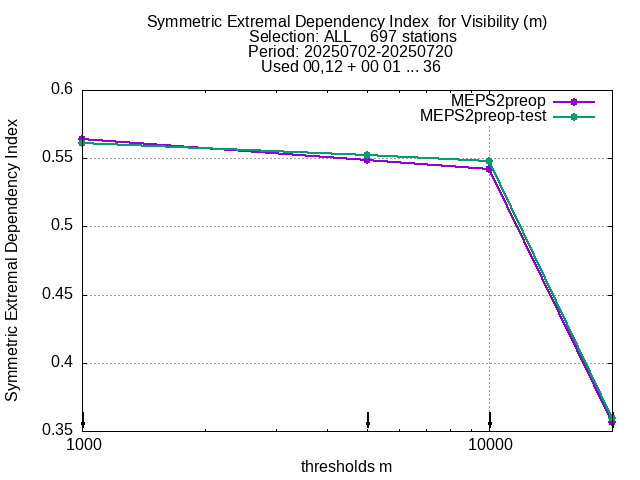 Symmetric Extremal Dependency Index  for Visibility (m)
Selection: ALL    697 stations
Period: 20250702-20250720
Used 00,12 + 00 01 ... 36
MEPS2preop
MEPS2preop-test
Symmetric Extremal Dependency Index
0.6
0.55
0.5
0.45
0.4
0.35
1000
10000
thresholds m